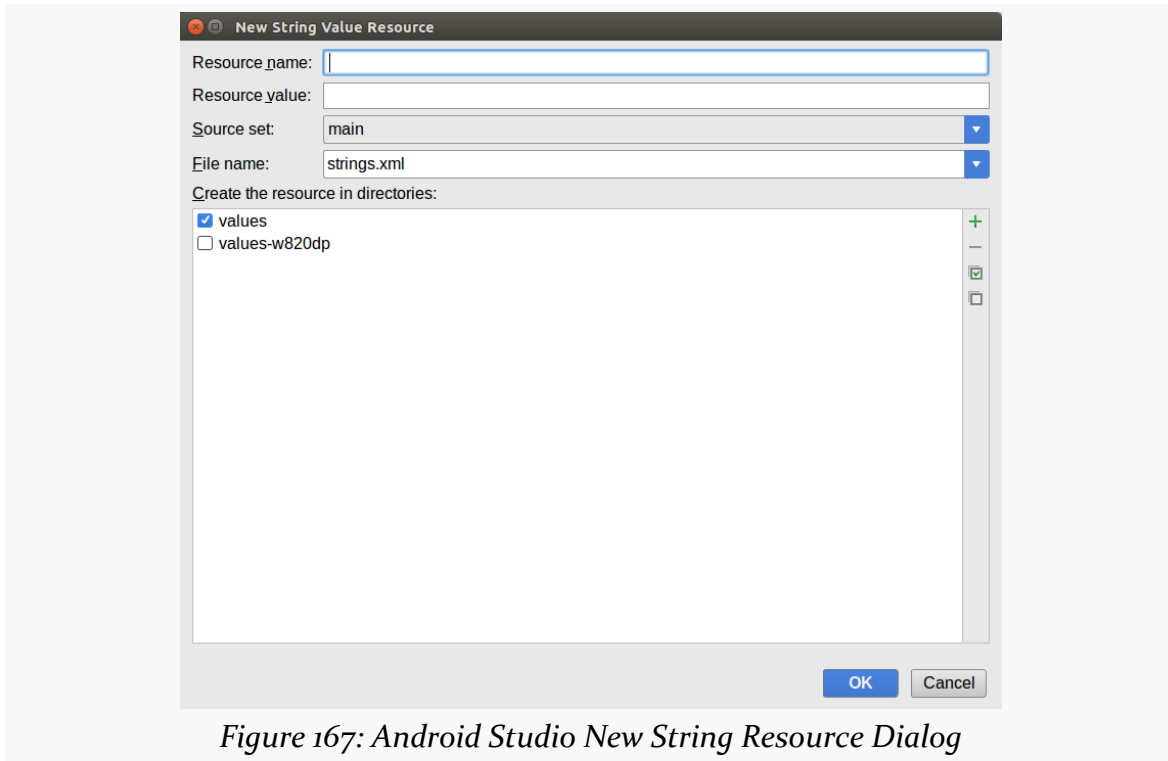 New String Value Resource
Resource name:
Resource value:
Source set: main
File name: strings.xml
Create the resource in directories:
values
values-w820dp
OK Cancel
Figure 167: Android Studio New String Resource Dialog